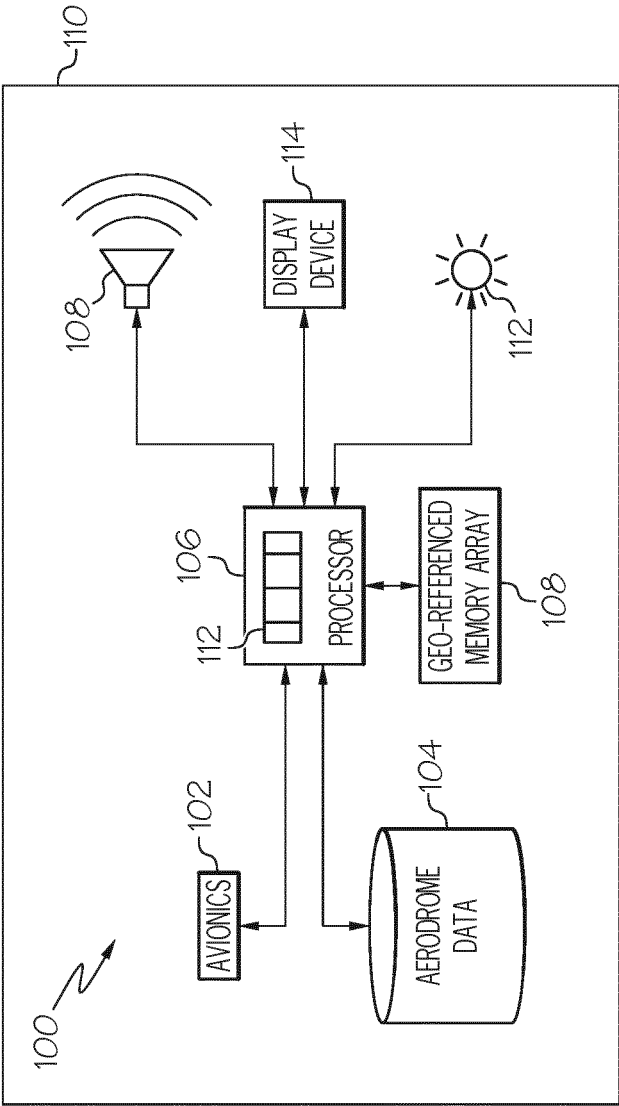 100
110
AVIONICS
102
AERODROME
DATA
104
106
112
PROCESSOR
GEO-REFERENCED
MEMORY ARRAY
108
108
DISPLAY
DEVICE
114
112